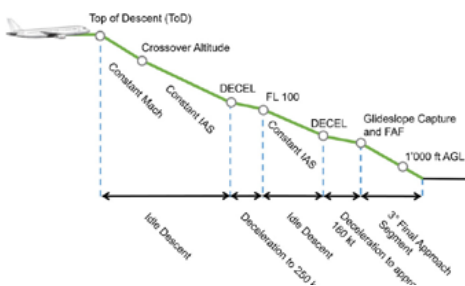 Top of Descent (ToD)
Crossover Altitude
Constant Mach
Constant IAS
DECEL
FL 100
Constant IAS
DECEL
Glideslope Capture
and FAF
1'000 ft AGL
Idle Descent
Deceleration to 250
Idle Descent
Deceleration to
160 kt
3° Final Approach
Segment